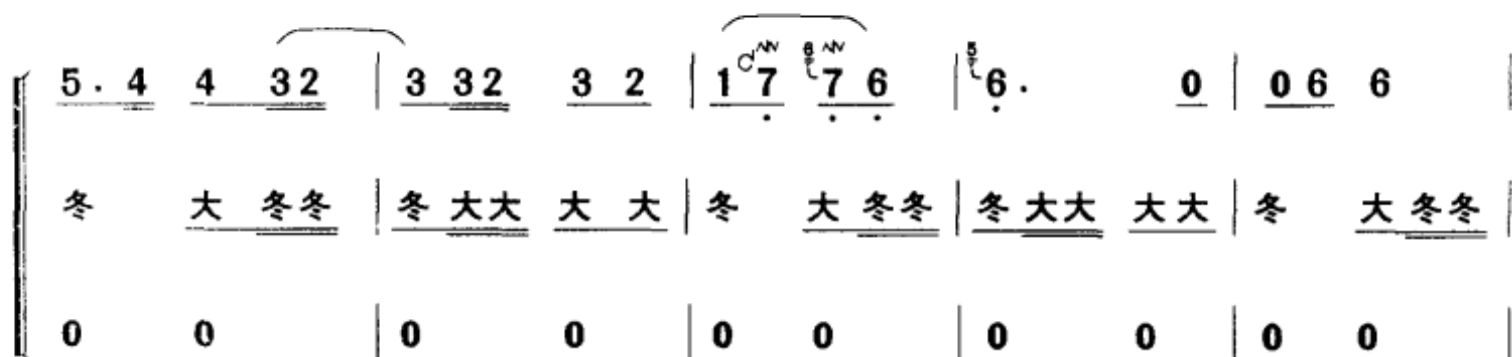 5 . 4 4 3 2 | 3 3 2 3 2 | 1 7 6 7 6 | 5 6 . 0 | 0 6 6 |
冬 大 冬冬 | 冬 大大 大 大 | 冬 大 冬冬 | 冬 大大 大大 | 冬 大 冬冬 |
0 0 | 0 0 | 0 0 | 0 0 | 0 0 |